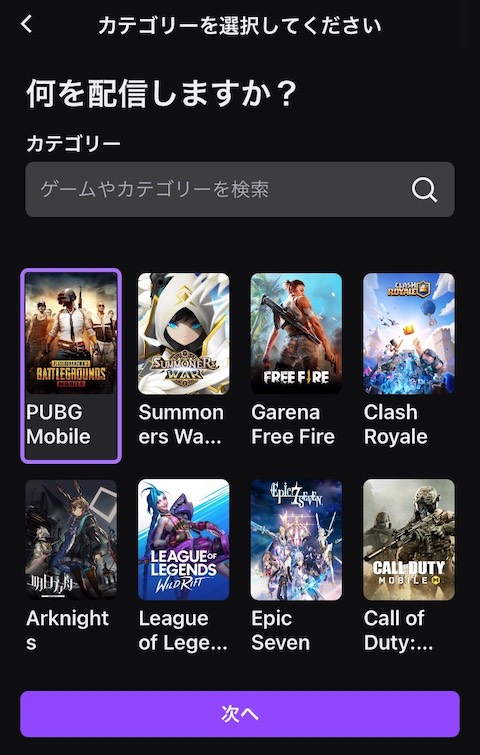 カテゴリーを選択してください
何を配信しますか？
カテゴリー
ゲームやカテゴリーを検索
BATTLEGROUNDS
MOBILE
SUMMONERS WAR
FREE FIRE
CLASH
ROYALE
PUBG
Mobile
Summon
ers Wa...
Garena
Free Fire
Clash
Royale
明日方舟
LEAGUE OF
LEGENDS
WILD RIFT
Epic
SEVEN
CALL OF DUTY
MOBILE
Arknight
s
League
of Lege...
Epic
Seven
Call of
Duty:...
次へ